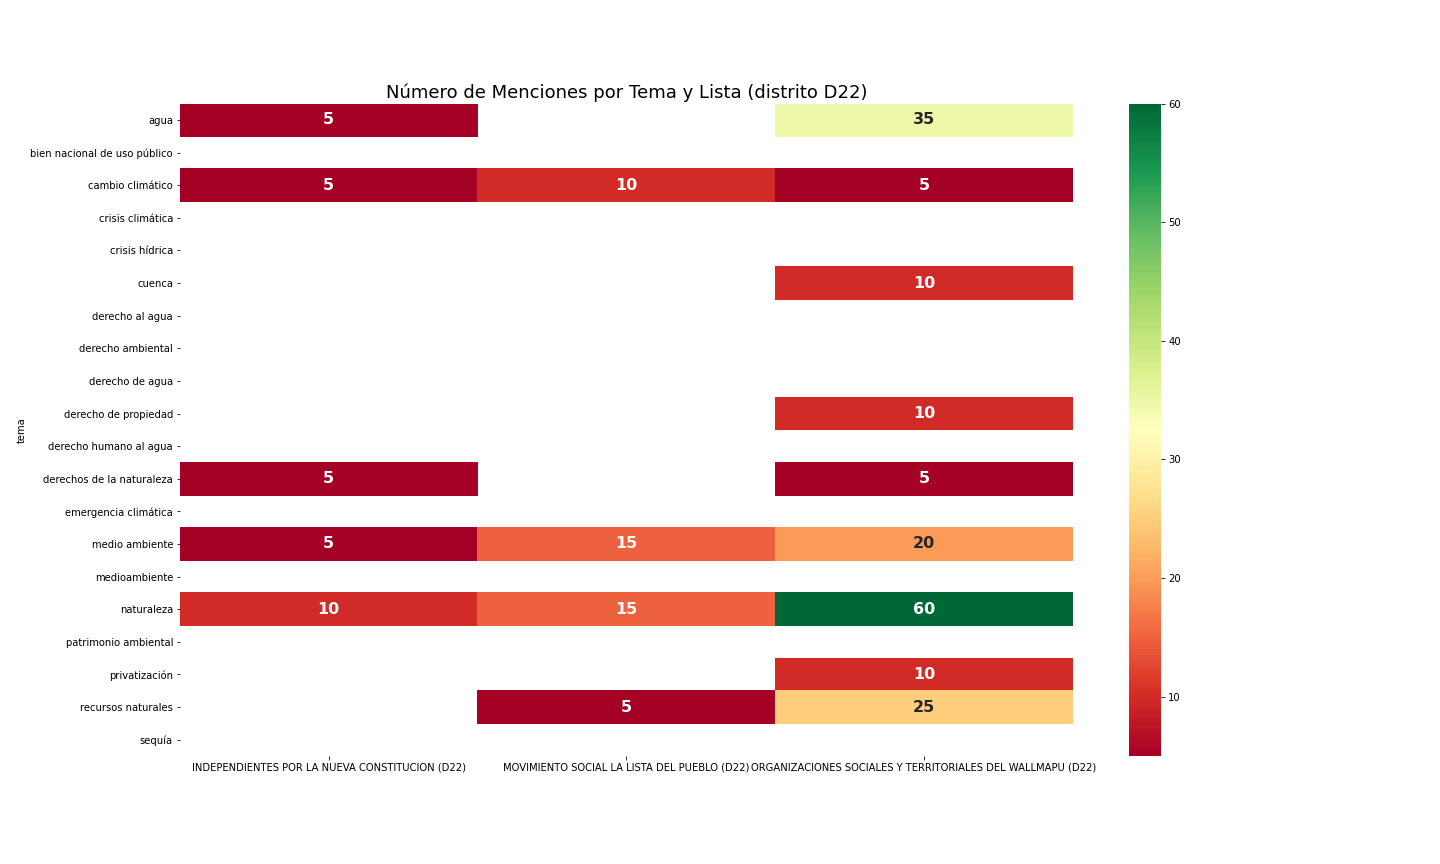 Número de Menciones por Tema y Lista (distrito D22)
agua 5 35
bien nacional de uso público
cambio climático 5 10 5
crisis climática
crisis hídrica
cuenca 10
derecho al agua
derecho ambiental
derecho de agua
derecho de propiedad 10
derecho humano al agua
derechos de la naturaleza 5 5
emergencia climática
medio ambiente 5 15 20
medioambiente
naturaleza 10 15 60
patrimonio ambiental
privatización 10
recursos naturales 5 25
sequía
tema
INDEPENDIENTES POR LA NUEVA CONSTITUCION (D22) MOVIMIENTO SOCIAL LA LISTA DEL PUEBLO (D22) ORGANIZACIONES SOCIALES Y TERRITORIALES DEL WALLMAPU (D22)
60
50
40
30
20
10